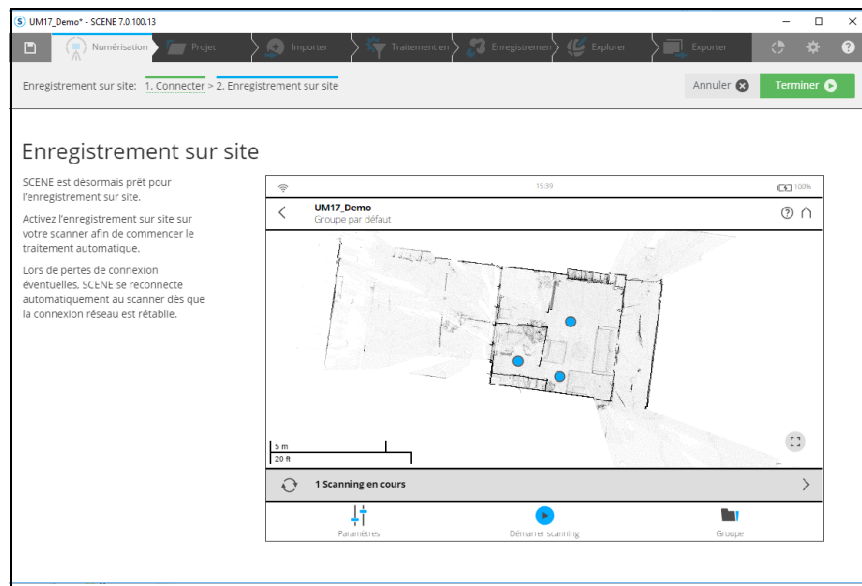 UM17_Demo* - SCENE 7.0 100.13
Numérisation
Projet
Importer
Traitement en
Enregistremen
Explorer
Exporter
Enregistrement sur site: 1. Connecter > 2. Enregistrement sur site
Annuler
Terminer
Enregistrement sur site
SCENE est désormais prêt pour
l'enregistrement sur site.
Activez l'enregistrement sur site sur
votre scanner afin de commencer le
traitement automatique.
Lors de pertes de connexion
éventuelles, SCENE se reconnecte
automatiquement au scanner dès que
la connexion réseau est rétablie.
15:39
100%
UM17_Demo
Groupe par défaut
5 m
20 ft
1 Scanning en cours
Paramètres
Démarrer scanning
Groupe